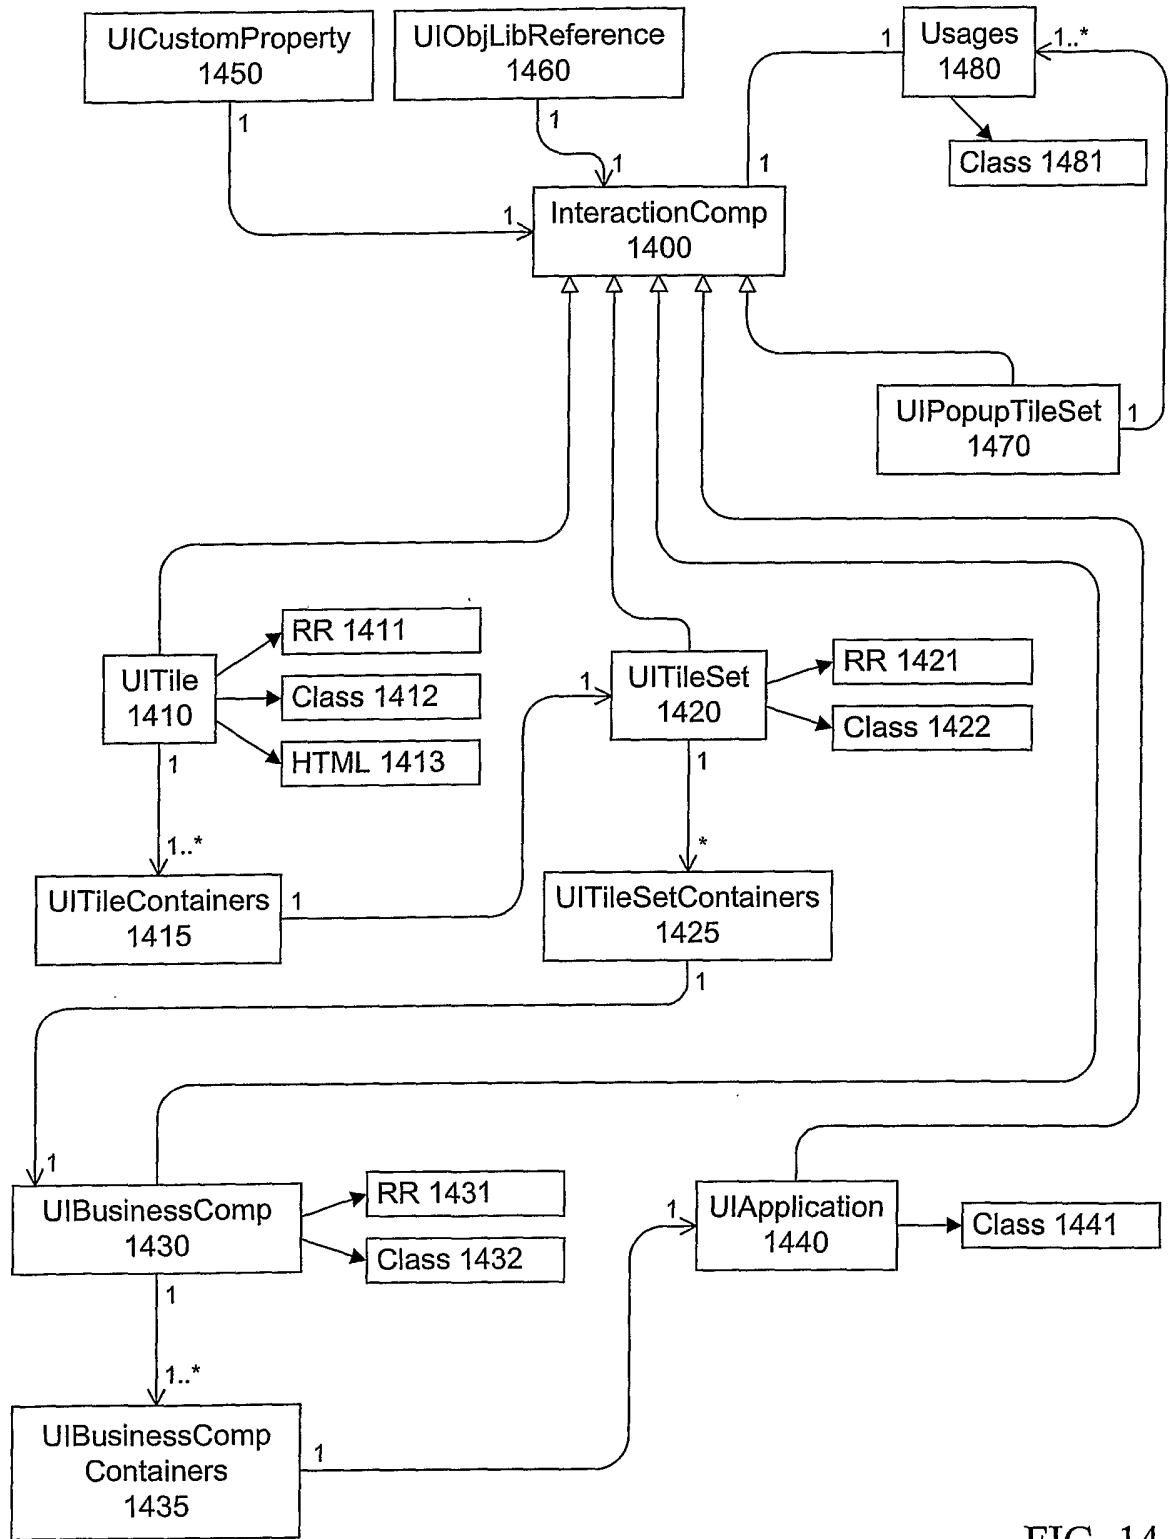 UICustomProperty
1450
UIObjLibReference
1460
Usages
1480
1
1..*
1
1
Class 1481
1
1
1
InteractionComp
1400
UIPopupTileSet
1470
1
RR 1411
UITile
1410
Class 1412
HTML 1413
1
UITileSet
1420
RR 1421
Class 1422
1
1
1..*
*
UITileContainers
1415
1
UITileSetContainers
1425
1
1
UIBusinessComp
1430
RR 1431
Class 1432
1
UIApplication
1440
Class 1441
1
1..*
UIBusinessComp
Containers
1435
1
FIG. 14